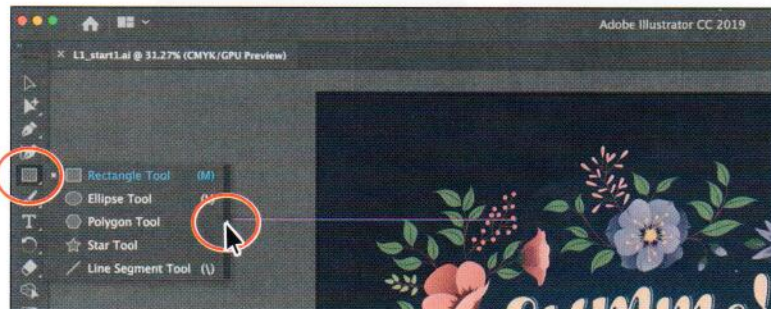 Adobe Illustrator CC 2019
× L1_start1.ai @ 31.27% (CMYK/GPU Preview)
Rectangle Tool (M)
Ellipse Tool
Polygon Tool
Star Tool
T
Line Segment Tool (\)